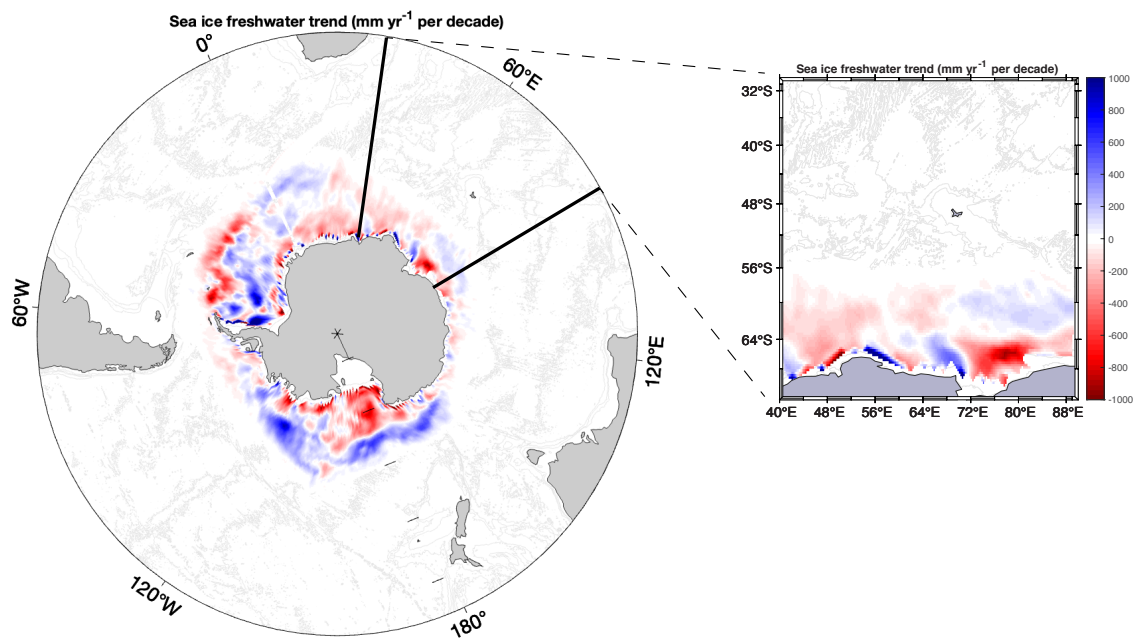 Sea ice freshwater trend (mm yr⁻¹ per decade)
0°
60°E
120°E
180°
120°W
60°W
Sea ice freshwater trend (mm yr⁻¹ per decade)
32°S
40°S
48°S
56°S
64°S
40°E 48°E 56°E 64°E 72°E 80°E 88°E
1000
800
600
400
200
0
-200
-400
-600
-800
-1000